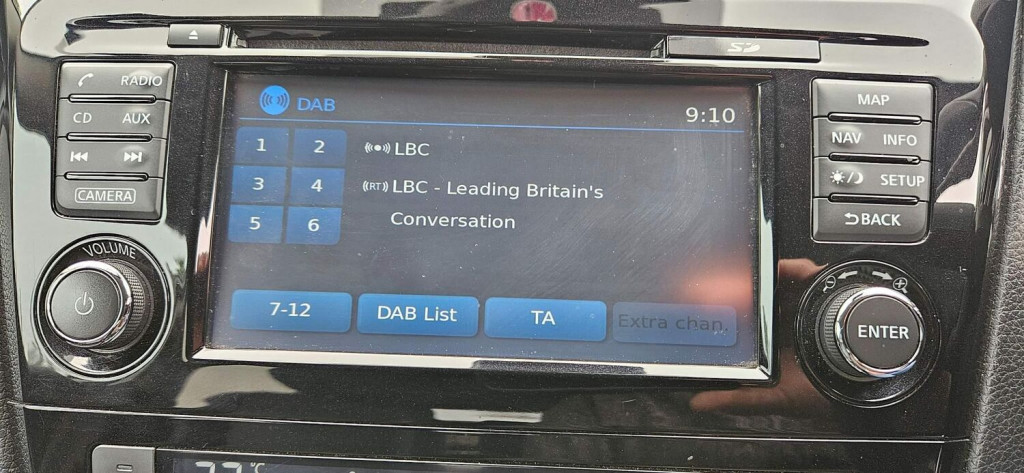 SD
RADIO
CD AUX
CAMERA
VOLUME
DAB
9:10
1 2
3 4
5 6
LBC
(RT) LBC - Leading Britain's
Conversation
7-12
DAB List
TA
Extra chan.
MAP
NAV INFO
SETUP
BACK
ENTER
°C